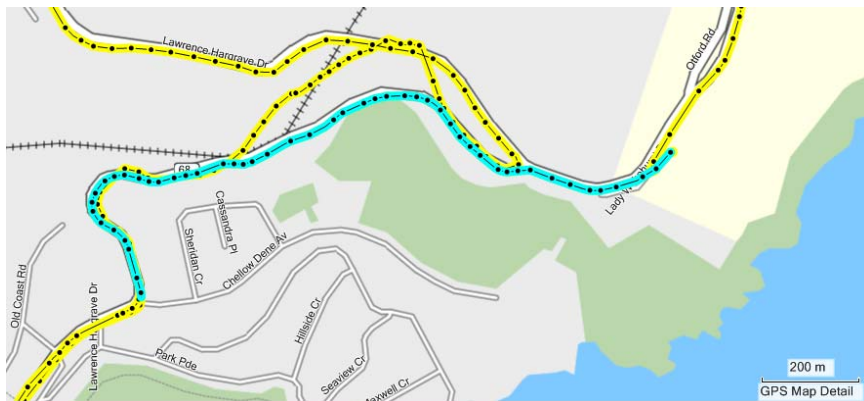 Lawrence Hargrave Dr
Otford Rd
68
Cassandra Pl
Sheridan Cr
Chellow Dene Av
Old Coast Rd
Lawrence Hargrave Dr
Hillside Cr
Park Pde
Seaview Cr
Maxwell Cr
200 m
GPS Map Detail